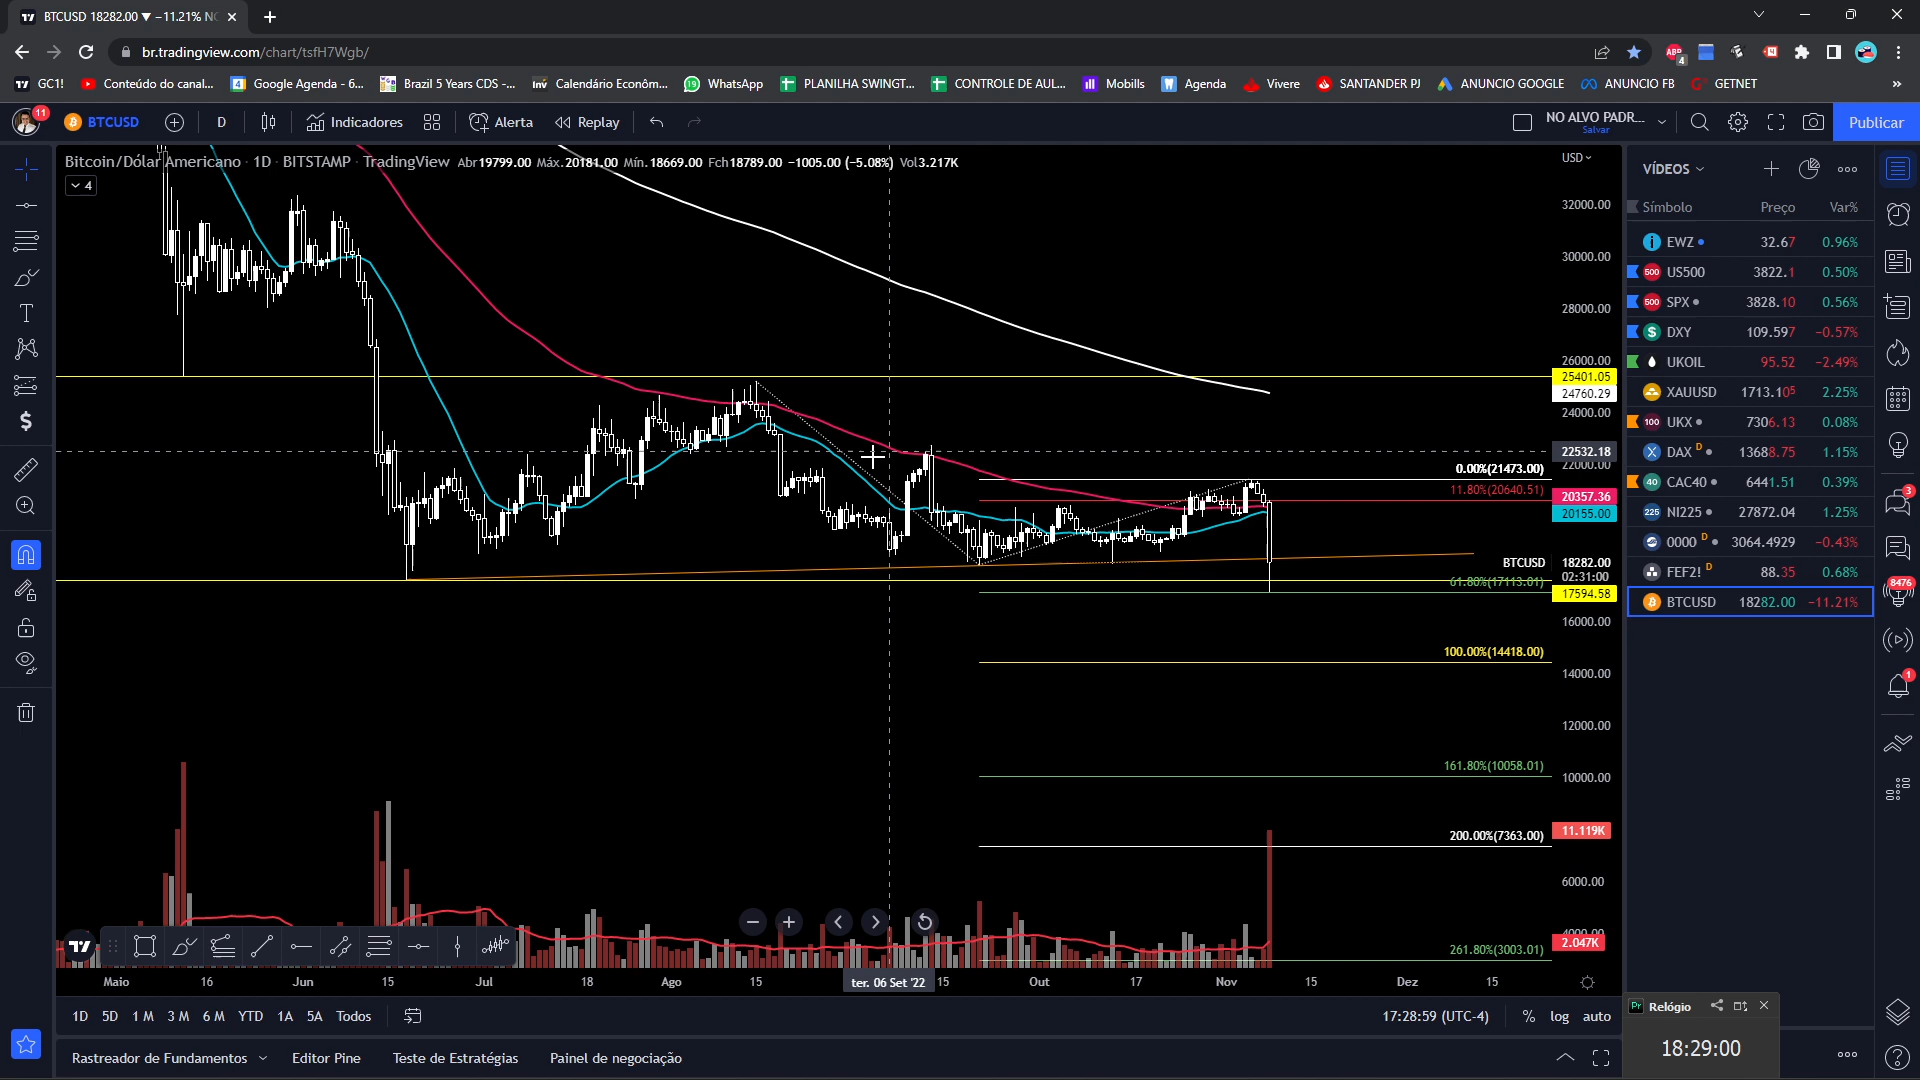 BTCUSD 18282.00 ▼ −11.21% NO
br.tradingview.com/chart/tsfH7Wgb/
GC1!
Conteúdo do canal...
Google Agenda - 6...
Brazil 5 Years CDS -...
Calendário Econôm...
WhatsApp
PLANILHA SWINGT...
CONTROLE DE AUL...
Mobills
Agenda
Vivere
SANTANDER PJ
ANUNCIO GOOGLE
ANUNCIO FB
GETNET
11
BTCUSD
D
Indicadores
Alerta
Replay
NO ALVO PADR...
Salvar
Publicar
Bitcoin/Dólar Americano · 1D · BITSTAMP · TradingView Abr19799.00 Máx.20181.00 Mín.18669.00 Fch18789.00 −1005.00 (−5.08%) Vol3.217K
4
USD
32000.00
30000.00
28000.00
26000.00
25401.05
24760.29
24000.00
22532.18
22000.00
0.00%(21473.00)
11.80%(20640.51)
20357.36
20155.00
BTCUSD 18282.00
02:31:00
61.80%(17113.01)
17594.58
16000.00
100.00%(14418.00)
14000.00
12000.00
161.80%(10058.01)
10000.00
200.00%(7363.00)
11.119K
6000.00
4000.00
2.047K
261.80%(3003.01)
Maio 16 Jun 15 Jul 18 Ago 15 ter. 06 Set '22 15 Out 17 Nov 15 Dez 15
1D 5D 1 M 3 M 6 M YTD 1A 5A Todos
17:28:59 (UTC-4) % log auto
Rastreador de Fundamentos
Editor Pine
Teste de Estratégias
Painel de negociação
VÍDEOS
Símbolo Preço Var%
EWZ 32.67 0.96%
US500 3822.1 0.50%
SPX 3828.10 0.56%
DXY 109.597 −0.57%
UKOIL 95.52 −2.49%
XAUUSD 1713.105 2.25%
UKX 7306.13 0.08%
DAX D 13688.75 1.15%
CAC40 6441.51 0.39%
NI225 27872.04 1.25%
0000 D 3064.4929 −0.43%
FEF2! D 88.35 0.68%
BTCUSD 18282.00 −11.21%
3
8476
1
Relógio
18:29:00